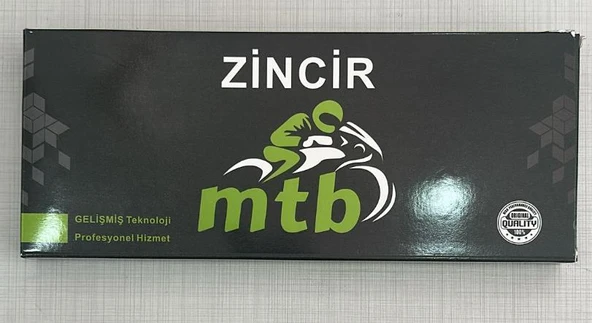 ZİNCİR
mtb
GELİŞMİŞ Teknoloji
Profesyonel Hizmet
ORIGINAL
QUALITY
100%